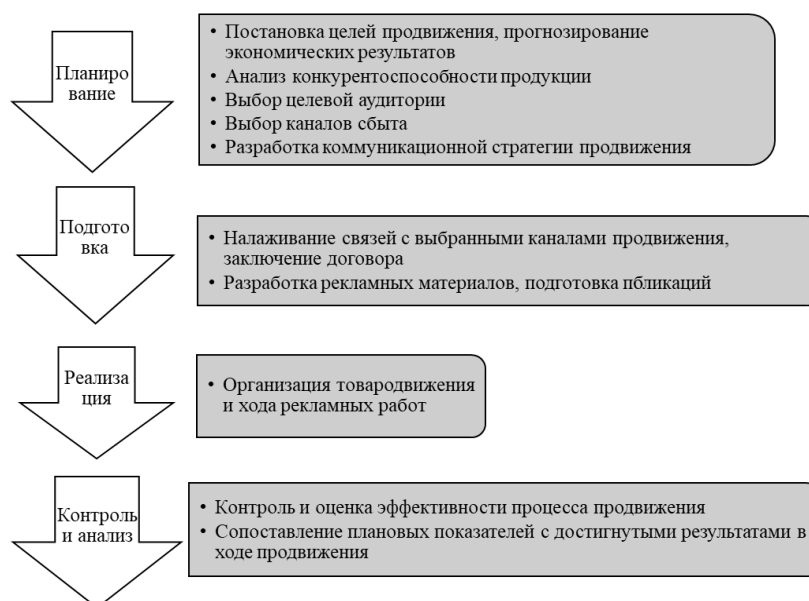 Планиро
вание
• Постановка целей продвижения, прогнозирование
экономических результатов
• Анализ конкурентоспособности продукции
• Выбор целевой аудитории
• Выбор каналов сбыта
• Разработка коммуникационной стратегии продвижения
Подгото
вка
• Налаживание связей с выбранными каналами продвижения,
заключение договора
• Разработка рекламных материалов, подготовка пбликаций
Реализа
ция
• Организация товародвижения
и хода рекламных работ
Контроль
и анализ
• Контроль и оценка эффективности процесса продвижения
• Сопоставление плановых показателей с достигнутыми результатами в
ходе продвижения